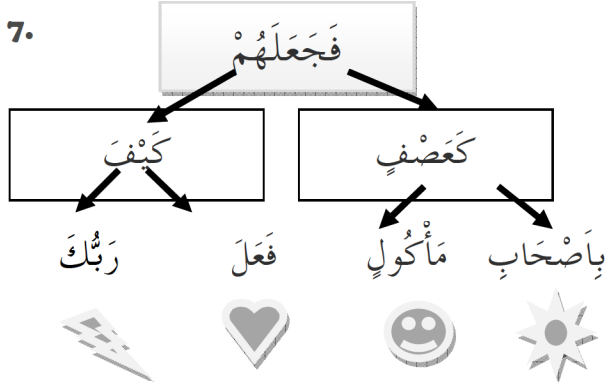 7.
فَجَعَلَهُمْ
كَعَصْفٍ كَيْفَ
بِاَصْحَابِ مَأْكُولٍ فَعَلَ رَبُّكَ